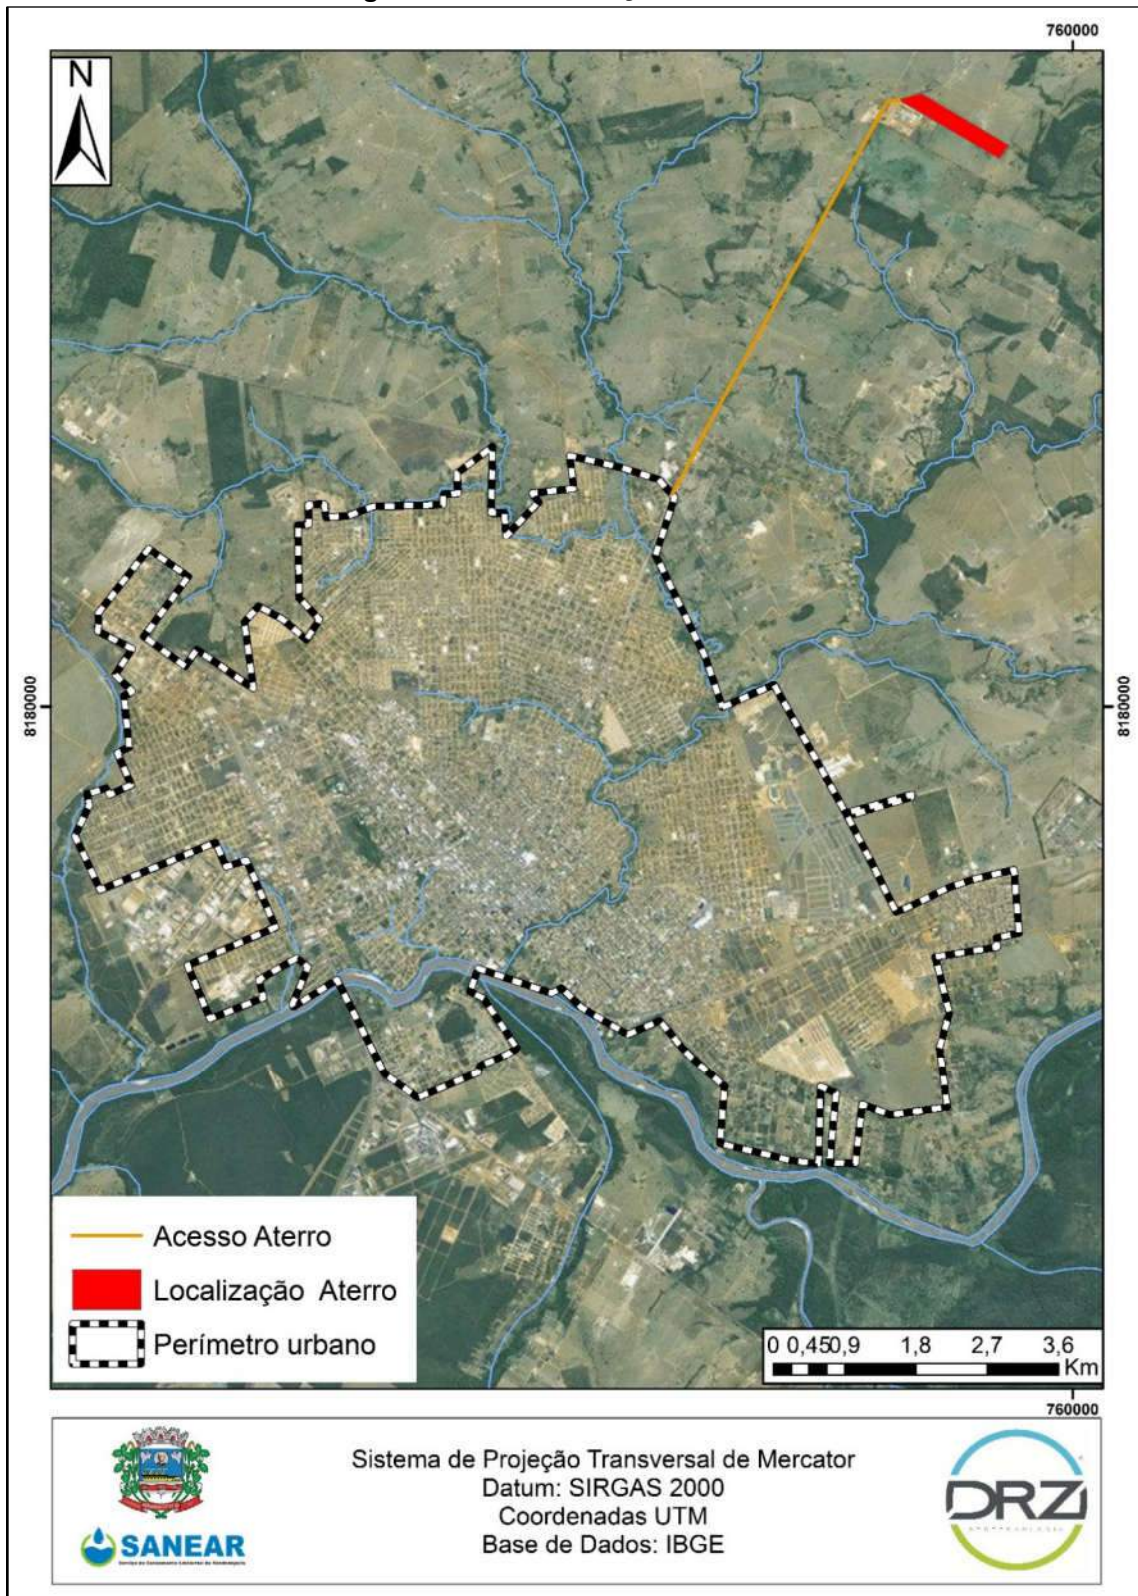 760000
N
8180000
8180000
Acesso Aterro
Localização Aterro
Perímetro urbano
0 0,45 0,9 1,8 2,7 3,6
Km
760000
Sistema de Projeção Transversal de Mercator
Datum: SIRGAS 2000
Coordenadas UTM
Base de Dados: IBGE
SANEAR
DRZ